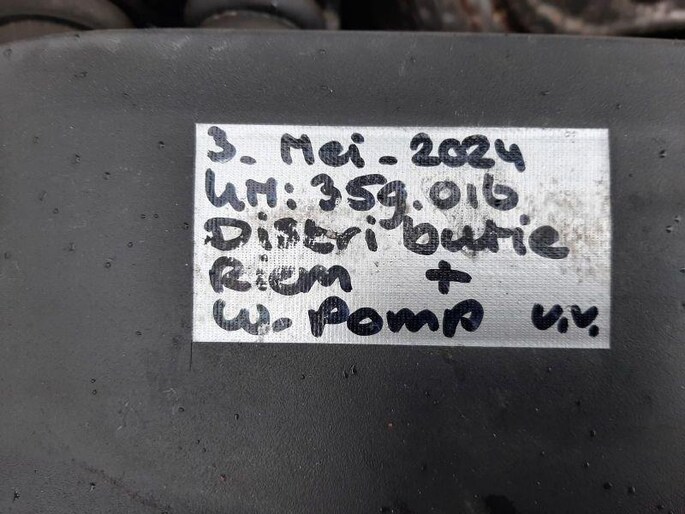 3. Mei - 2024
KM: 359.016
Distri butie
Riem +
W. Pomp v.v.